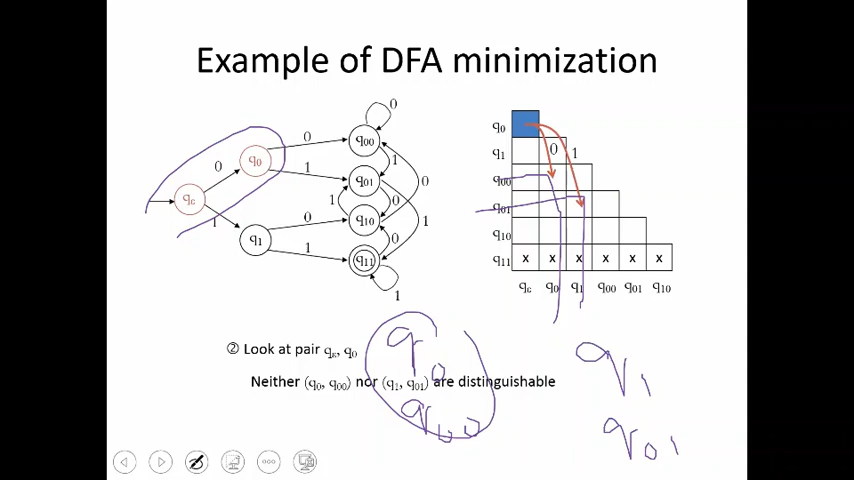 Example of DFA minimization
0
q₀₀
0
1
0
q₀
1
q₀₁
0
0
1
qε
1
q₁
0
q₁₀
1
0
1
q₁₁
1
q₀
q₁
0 1
q₀₀
q₀₁
q₁₀
q₁₁ x x x x x x
qε q₀ q₁ q₀₀ q₀₁ q₁₀
② Look at pair qε, q₀
Neither (q₀, q₀₀) nor (q₁, q₀₁) are distinguishable
q₀
q₀₀
q₁
q₀₁